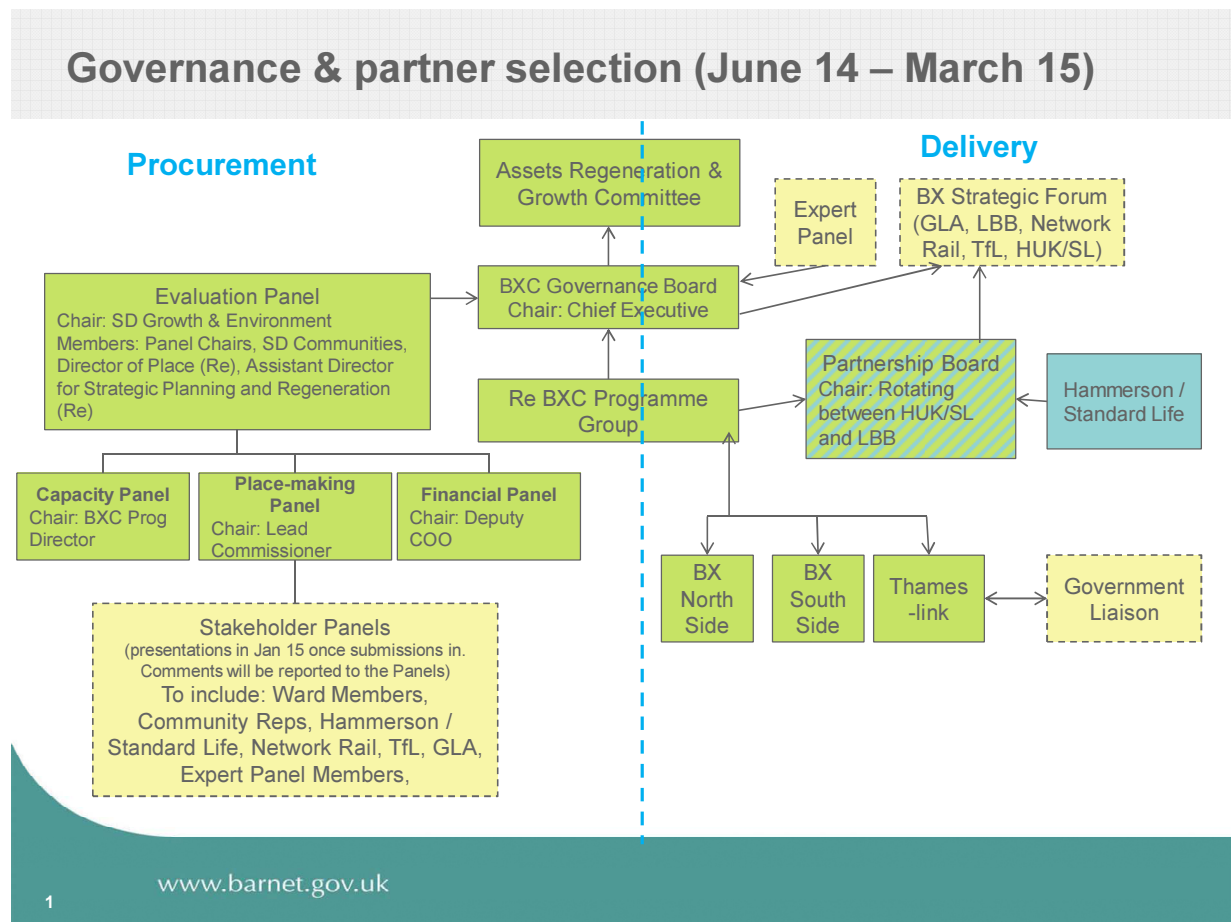 Governance & partner selection (June 14 – March 15)
Procurement
Delivery
Assets Regeneration &
Growth Committee
Expert
Panel
BX Strategic Forum
(GLA, LBB, Network
Rail, TfL, HUK/SL)
Evaluation Panel
Chair: SD Growth & Environment
Members: Panel Chairs, SD Communities,
Director of Place (Re), Assistant Director
for Strategic Planning and Regeneration
(Re)
BXC Governance Board
Chair: Chief Executive
Re BXC Programme
Group
Partnership Board
Chair: Rotating
between HUK/SL
and LBB
Hammerson /
Standard Life
Capacity Panel
Chair: BXC Prog
Director
Place-making
Panel
Chair: Lead
Commissioner
Financial Panel
Chair: Deputy
COO
BX
North
Side
BX
South
Side
Thames
-link
Government
Liaison
Stakeholder Panels
(presentations in Jan 15 once submissions in.
Comments will be reported to the Panels)
To include: Ward Members,
Community Reps, Hammerson /
Standard Life, Network Rail, TfL, GLA,
Expert Panel Members,
www.barnet.gov.uk
1